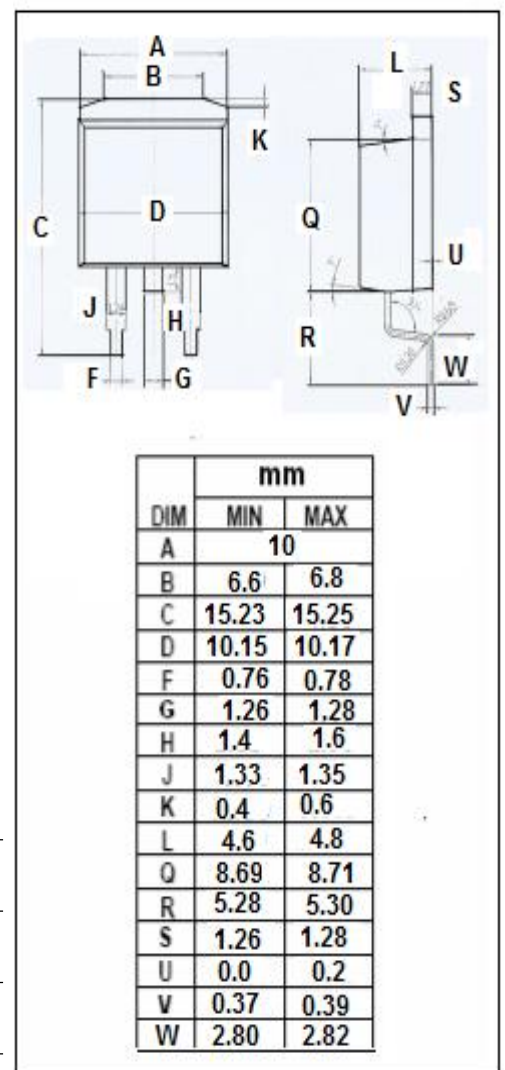 A
B
L
S
K
C
D
Q
U
J
H
R
F
G
W
V
mm
DIM MIN MAX
A 10
B 6.6 6.8
C 15.23 15.25
D 10.15 10.17
F 0.76 0.78
G 1.26 1.28
H 1.4 1.6
J 1.33 1.35
K 0.4 0.6
L 4.6 4.8
Q 8.69 8.71
R 5.28 5.30
S 1.26 1.28
U 0.0 0.2
V 0.37 0.39
W 2.80 2.82